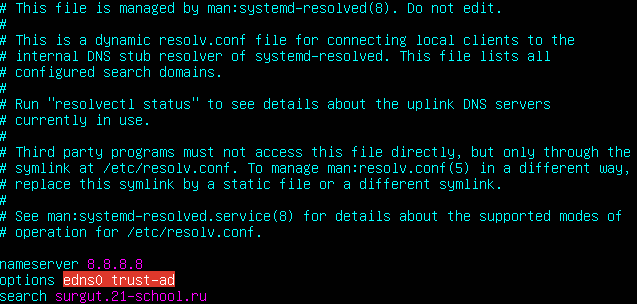 # This file is managed by man:systemd-resolved(8). Do not edit.
#
# This is a dynamic resolv.conf file for connecting local clients to the
# internal DNS stub resolver of systemd-resolved. This file lists all
# configured search domains.
#
# Run "resolvectl status" to see details about the uplink DNS servers
# currently in use.
#
# Third party programs must not access this file directly, but only through the
# symlink at /etc/resolv.conf. To manage man:resolv.conf(5) in a different way,
# replace this symlink by a static file or a different symlink.
#
# See man:systemd-resolved.service(8) for details about the supported modes of
# operation for /etc/resolv.conf.

nameserver 8.8.8.8
options edns0 trust-ad
search surgut.21-school.ru